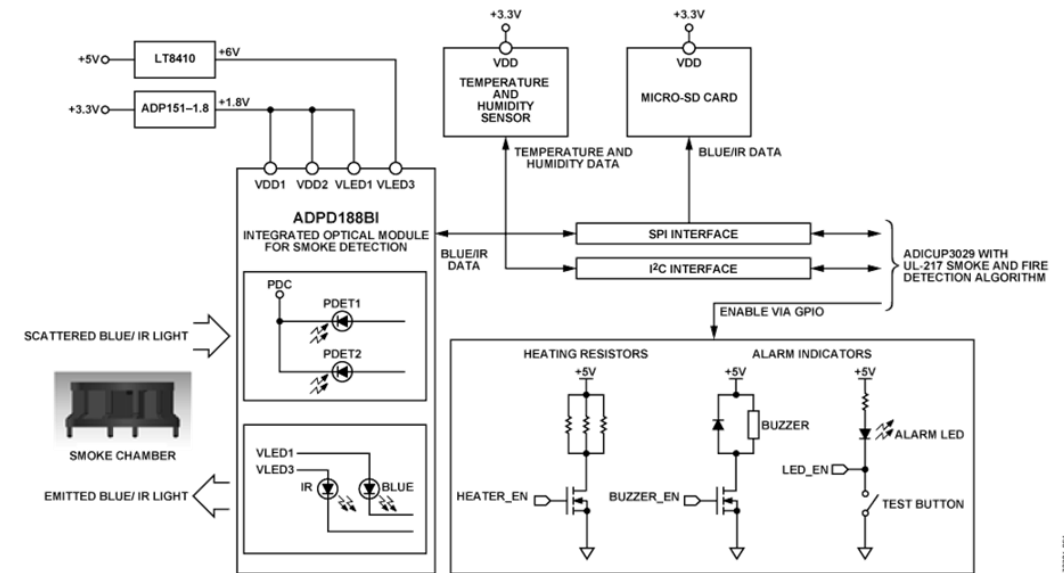 +5V
LT8410
+6V
+3.3V
ADP151–1.8
+1.8V
+3.3V
VDD
TEMPERATURE
AND
HUMIDITY
SENSOR
+3.3V
VDD
MICRO-SD CARD
TEMPERATURE AND
HUMIDITY DATA
BLUE/IR DATA
VDD1 VDD2 VLED1 VLED3
ADPD188BI
INTEGRATED OPTICAL MODULE
FOR SMOKE DETECTION
BLUE/IR
DATA
SPI INTERFACE
I²C INTERFACE
ADICUP3029 WITH
UL-217 SMOKE AND FIRE
DETECTION ALGORITHM
ENABLE VIA GPIO
PDC
PDET1
PDET2
SCATTERED BLUE/ IR LIGHT
SMOKE CHAMBER
EMITTED BLUE/ IR LIGHT
VLED1
VLED3
IR
BLUE
HEATING RESISTORS
+5V
HEATER_EN
ALARM INDICATORS
+5V
BUZZER
BUZZER_EN
+5V
ALARM LED
LED_EN
TEST BUTTON